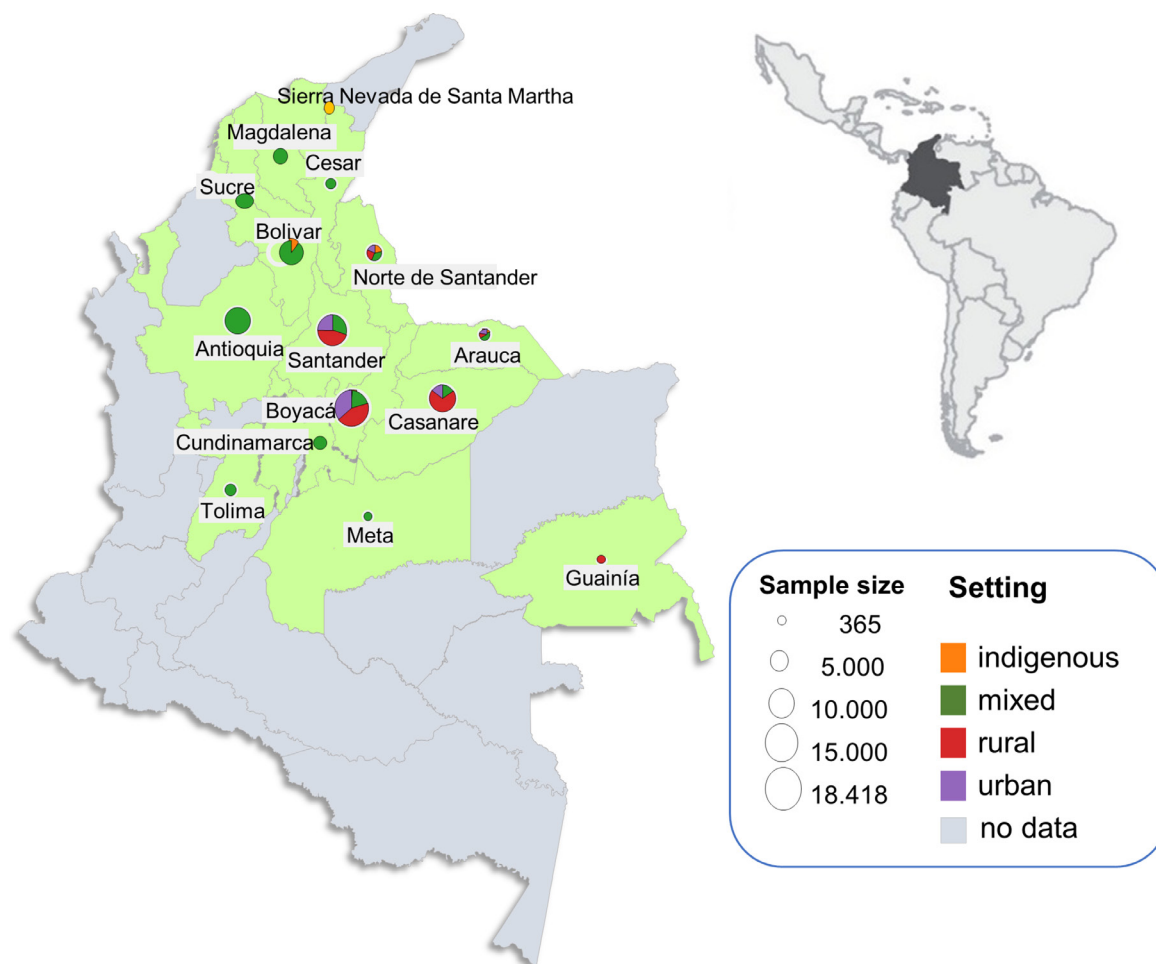 Sierra Nevada de Santa Martha
Magdalena
Cesar
Sucre
Bolivar
Norte de Santander
Antioquia
Santander
Arauca
Boyacá
Casanare
Cundinamarca
Tolima
Meta
Guainía
Sample size
365
5.000
10.000
15.000
18.418
Setting
indigenous
mixed
rural
urban
no data